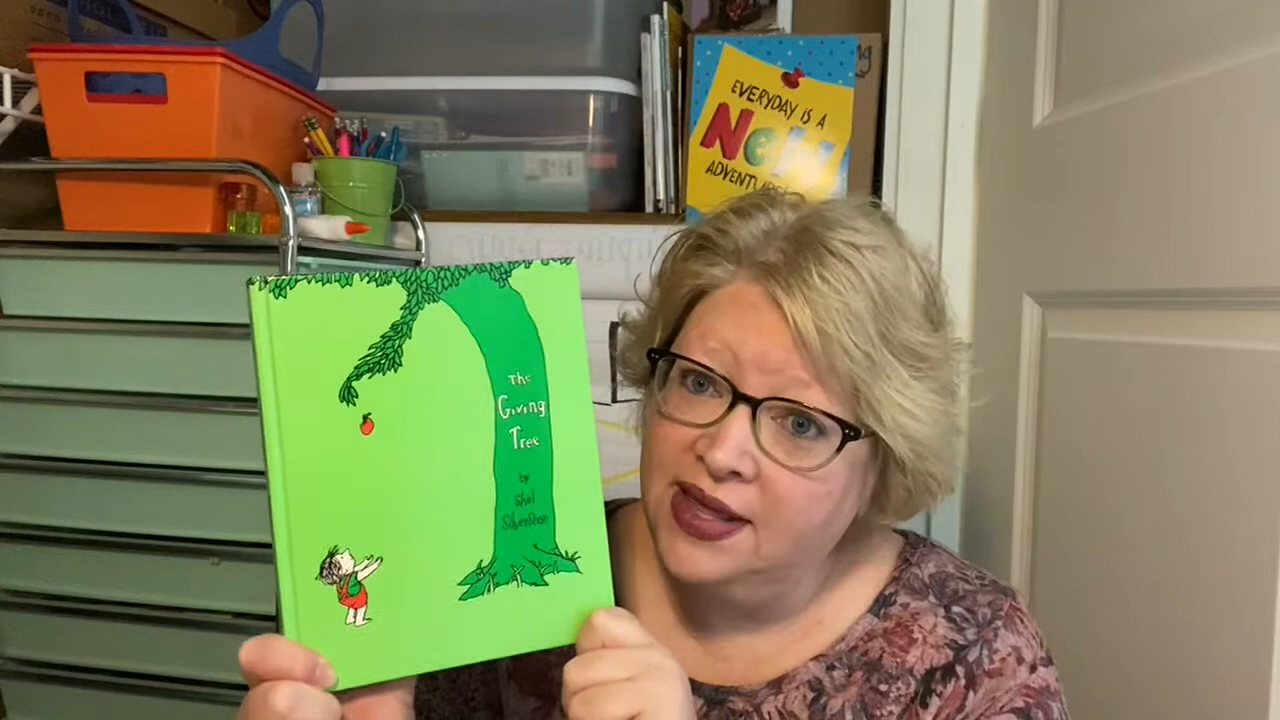 EVERYDAY IS A
New
ADVENTURE!
The
Giving
Tree
by
Shel
Silverstein